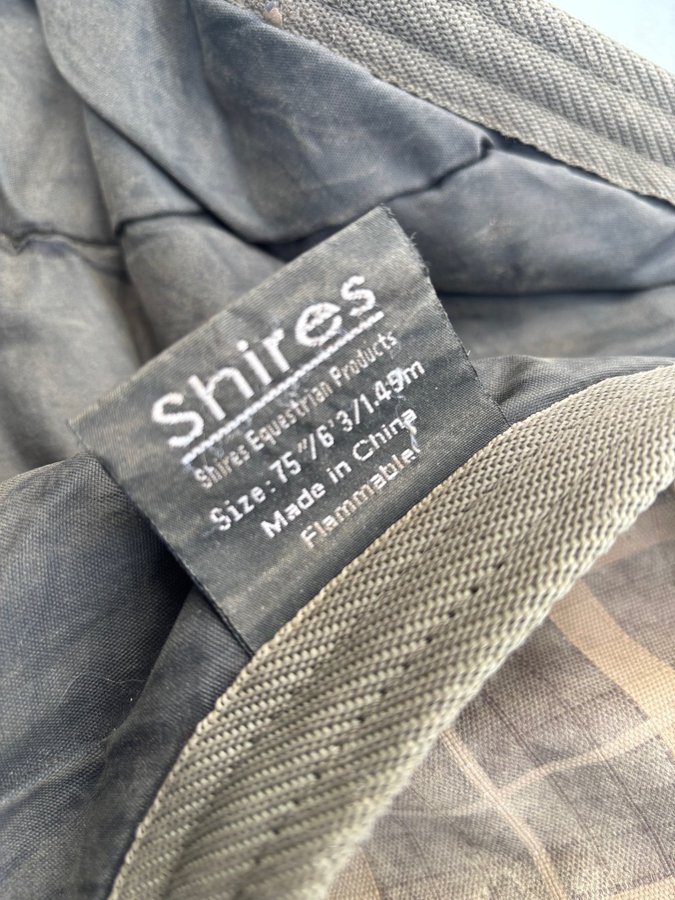 Shires
Shires Equestrian Products
Size: 75"/6'3/1.49m
Made in China
Flammable!